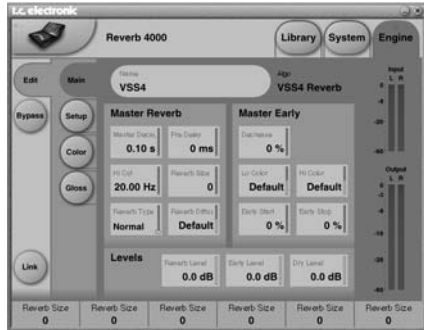 t.c. electronic
Reverb 4000
Library
System
Engine
Edit
Main
Name
VSS4
Algo
VSS4 Reverb
Input
L R
Bypass
Setup
Color
Gloss
Link
Master Reverb
Master Decay
0.10 s
Pre Delay
0 ms
Hi Cut
20.00 Hz
Reverb Size
0
Reverb Type
Normal
Reverb Diffus
Default
Master Early
0 %
Lo Color
Default
Hi Color
Default
Early Start
0 %
Early Stop
0 %
Levels
Reverb Level
0.0 dB
Early Level
0.0 dB
Dry Level
0.0 dB
Output
L R
Reverb Size
0
Reverb Size
0
Reverb Size
0
Reverb Size
0
Reverb Size
0
Reverb Size
0